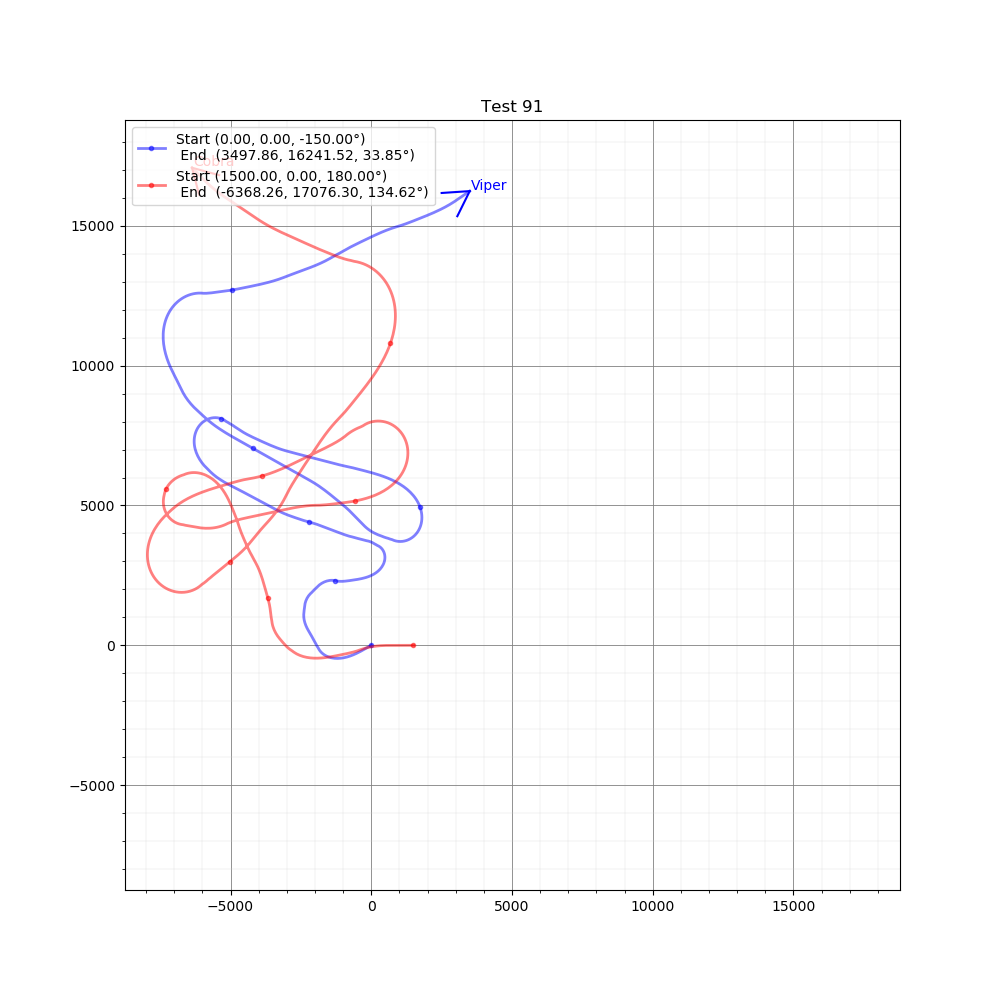 Test 91
Start (0.00, 0.00, -150.00°)
End (3497.86, 16241.52, 33.85°)
Start (1500.00, 0.00, 180.00°)
End (-6368.26, 17076.30, 134.62°)
Cobra
Viper
15000
10000
5000
0
−5000
−5000
0
5000
10000
15000